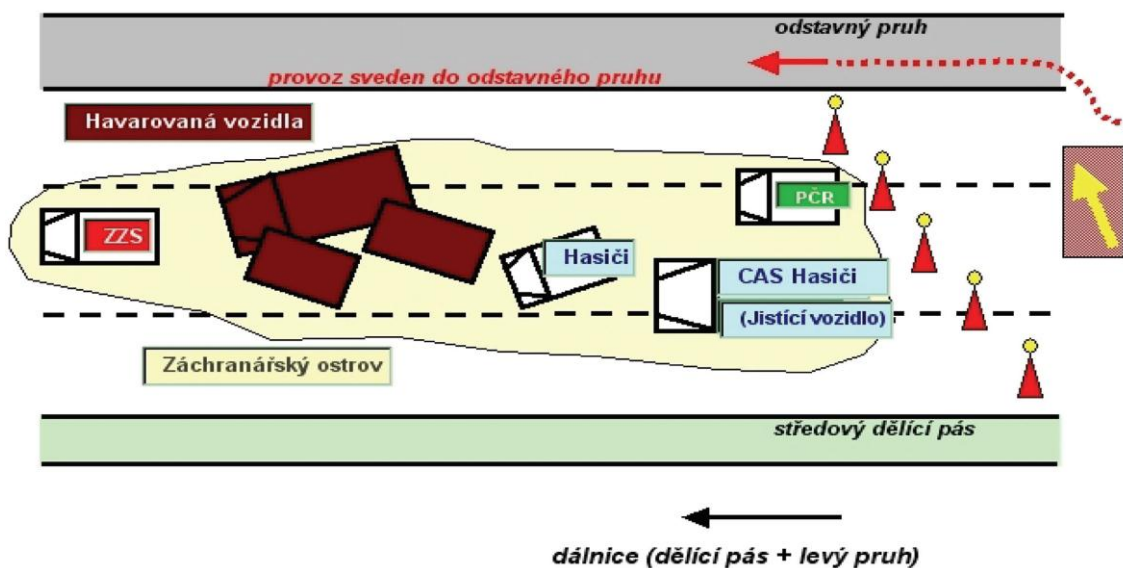 odstavný pruh
provoz sveden do odstavného pruhu
Havarovaná vozidla
PČR
ZZS
Hasiči
CAS Hasiči
(Jistící vozidlo)
Záchranářský ostrov
středový dělící pás
dálnice (dělící pás + levý pruh)